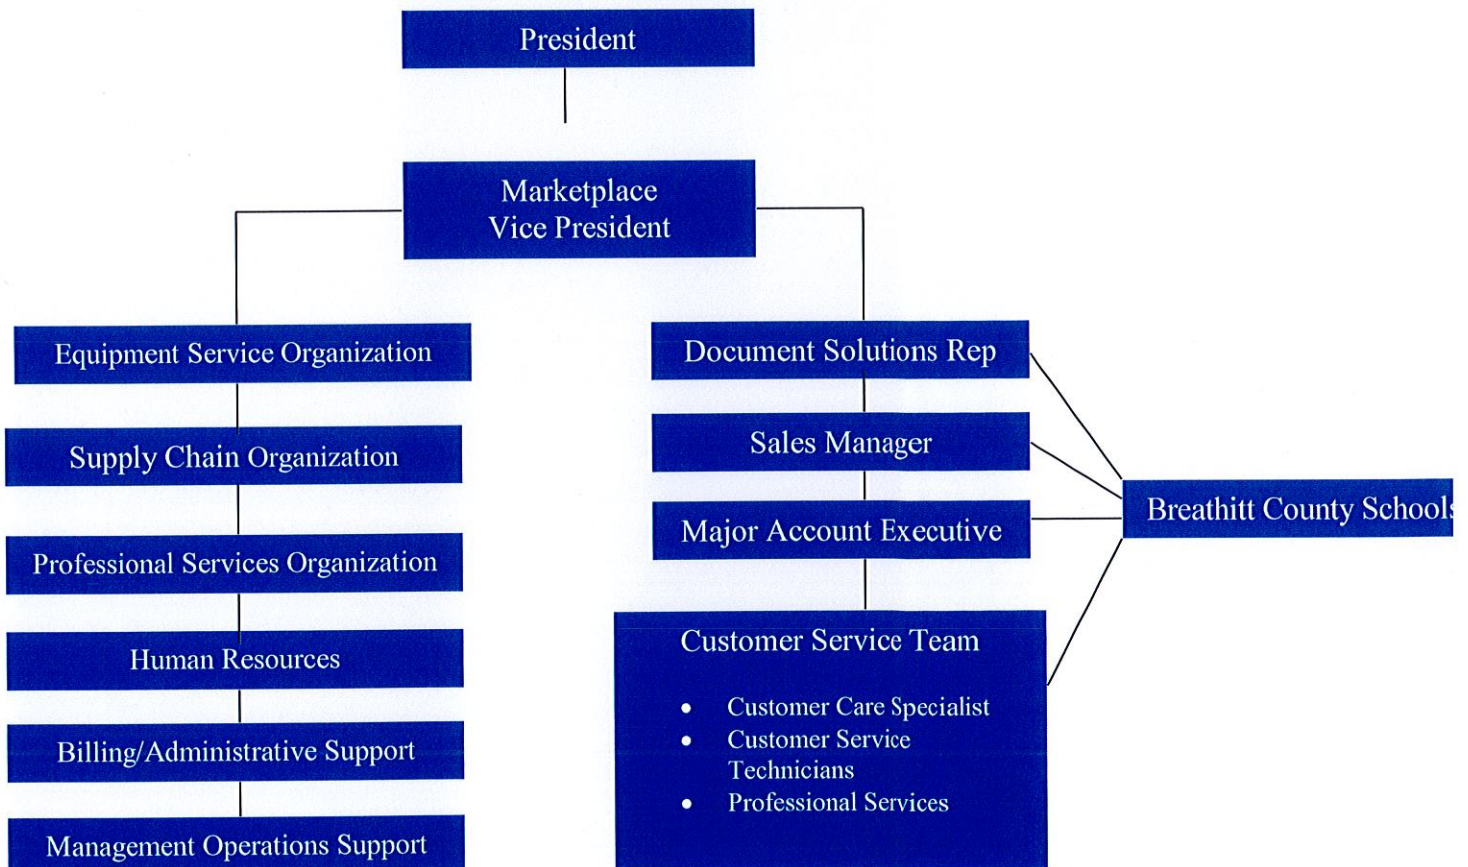 President
Marketplace
Vice President
Equipment Service Organization
Supply Chain Organization
Professional Services Organization
Human Resources
Billing/Administrative Support
Management Operations Support
Document Solutions Rep
Sales Manager
Major Account Executive
Customer Service Team
• Customer Care Specialist
• Customer Service
Technicians
• Professional Services
Breathitt County Schools